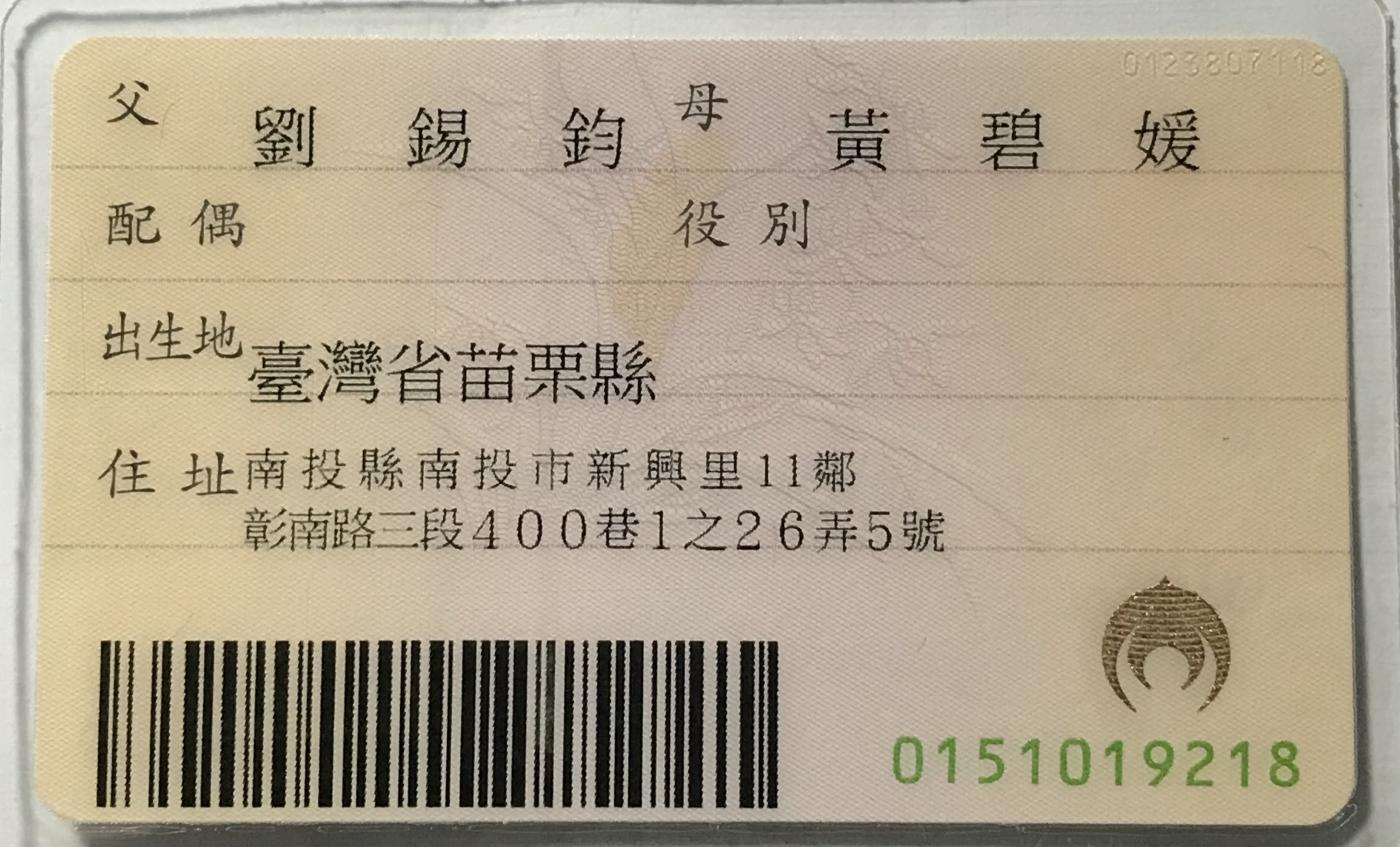 0123807118
父 劉錫鈞 母 黃碧媛
配偶 役別
出生地 臺灣省苗栗縣
住址 南投縣南投市新興里11鄰
彰南路三段400巷1之26弄5號
0151019218